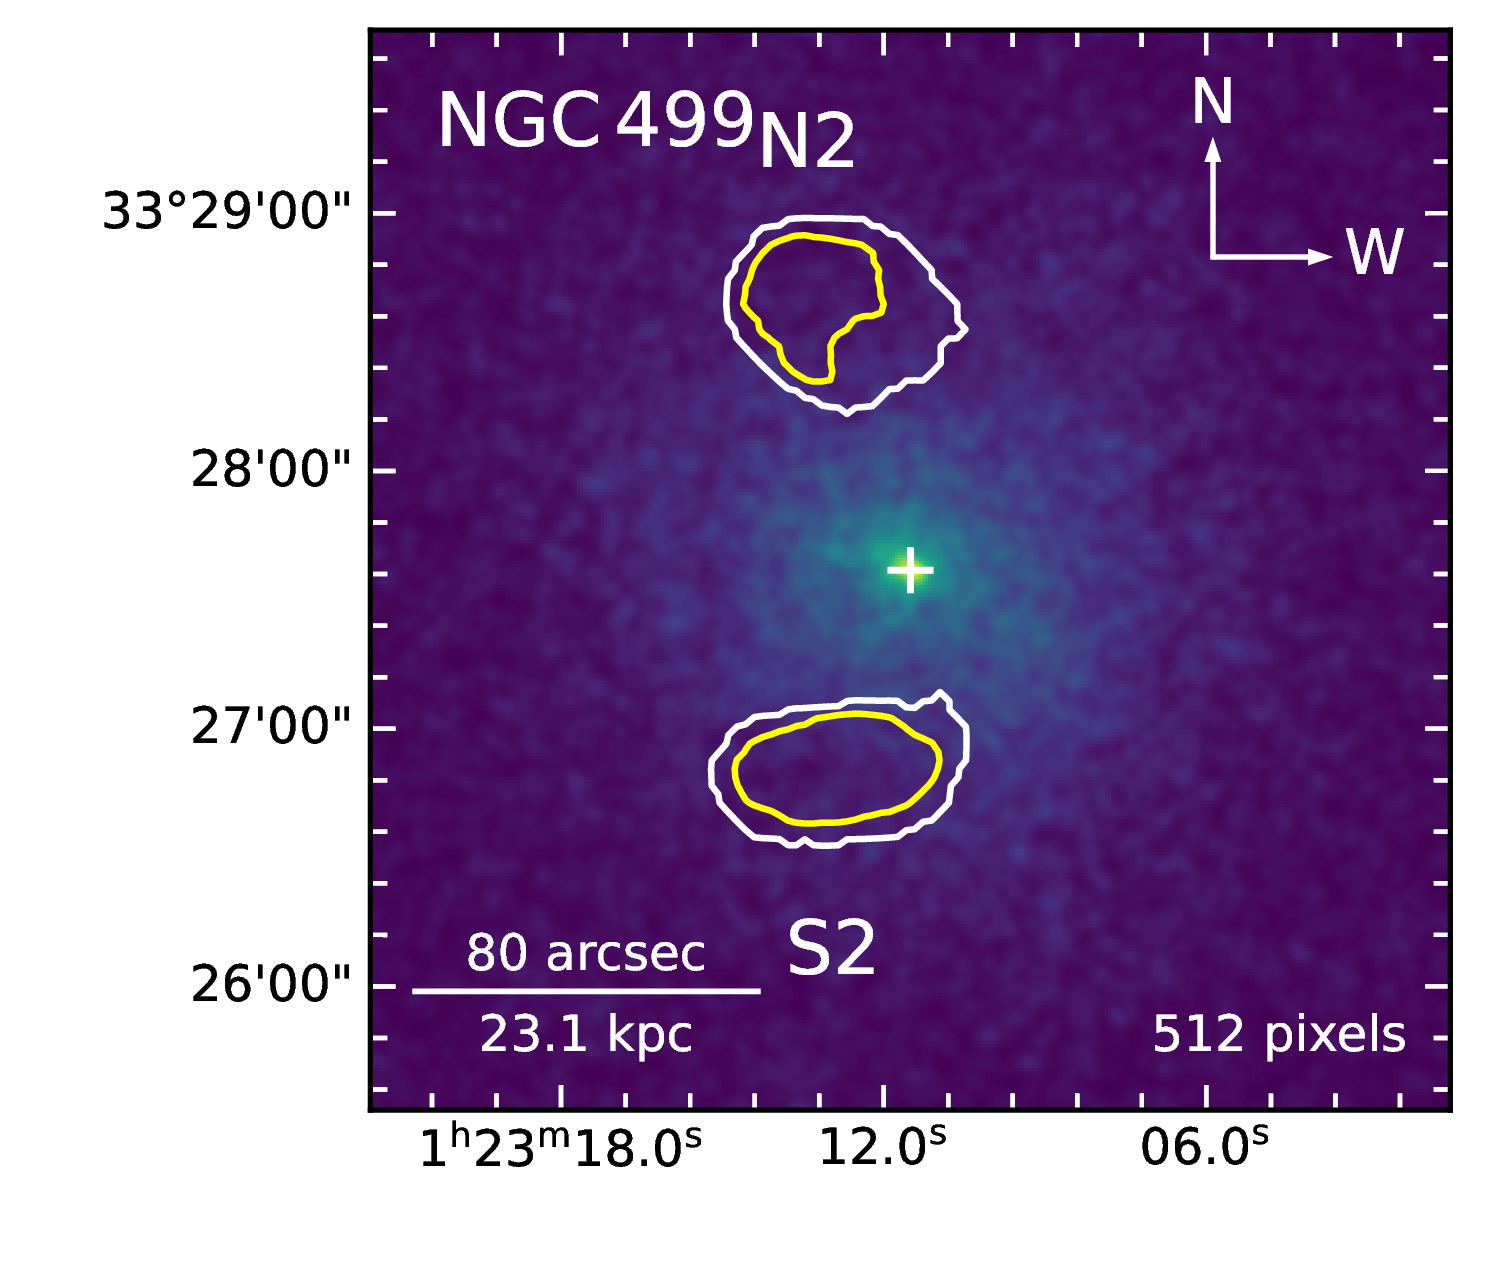 NGC 499
N2
N
W
33°29'00"
28'00"
27'00"
26'00"
80 arcsec
23.1 kpc
S2
512 pixels
1ʰ23ᵐ18.0ˢ 12.0ˢ 06.0ˢ